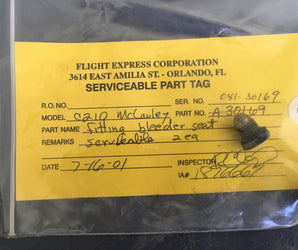 FLIGHT EXPRESS CORPORATION
3614 EAST AMILIA ST. - ORLANDO, FL
SERVICEABLE PART TAG
R.O.NO. SER. NO. 041-30169
MODEL C210 McCauley PART NO. A 30169
PART NAME fitting bleeder seat
REMARKS serviceable 2 ea
DATE 7-16-01 INSPECTOR
IA#